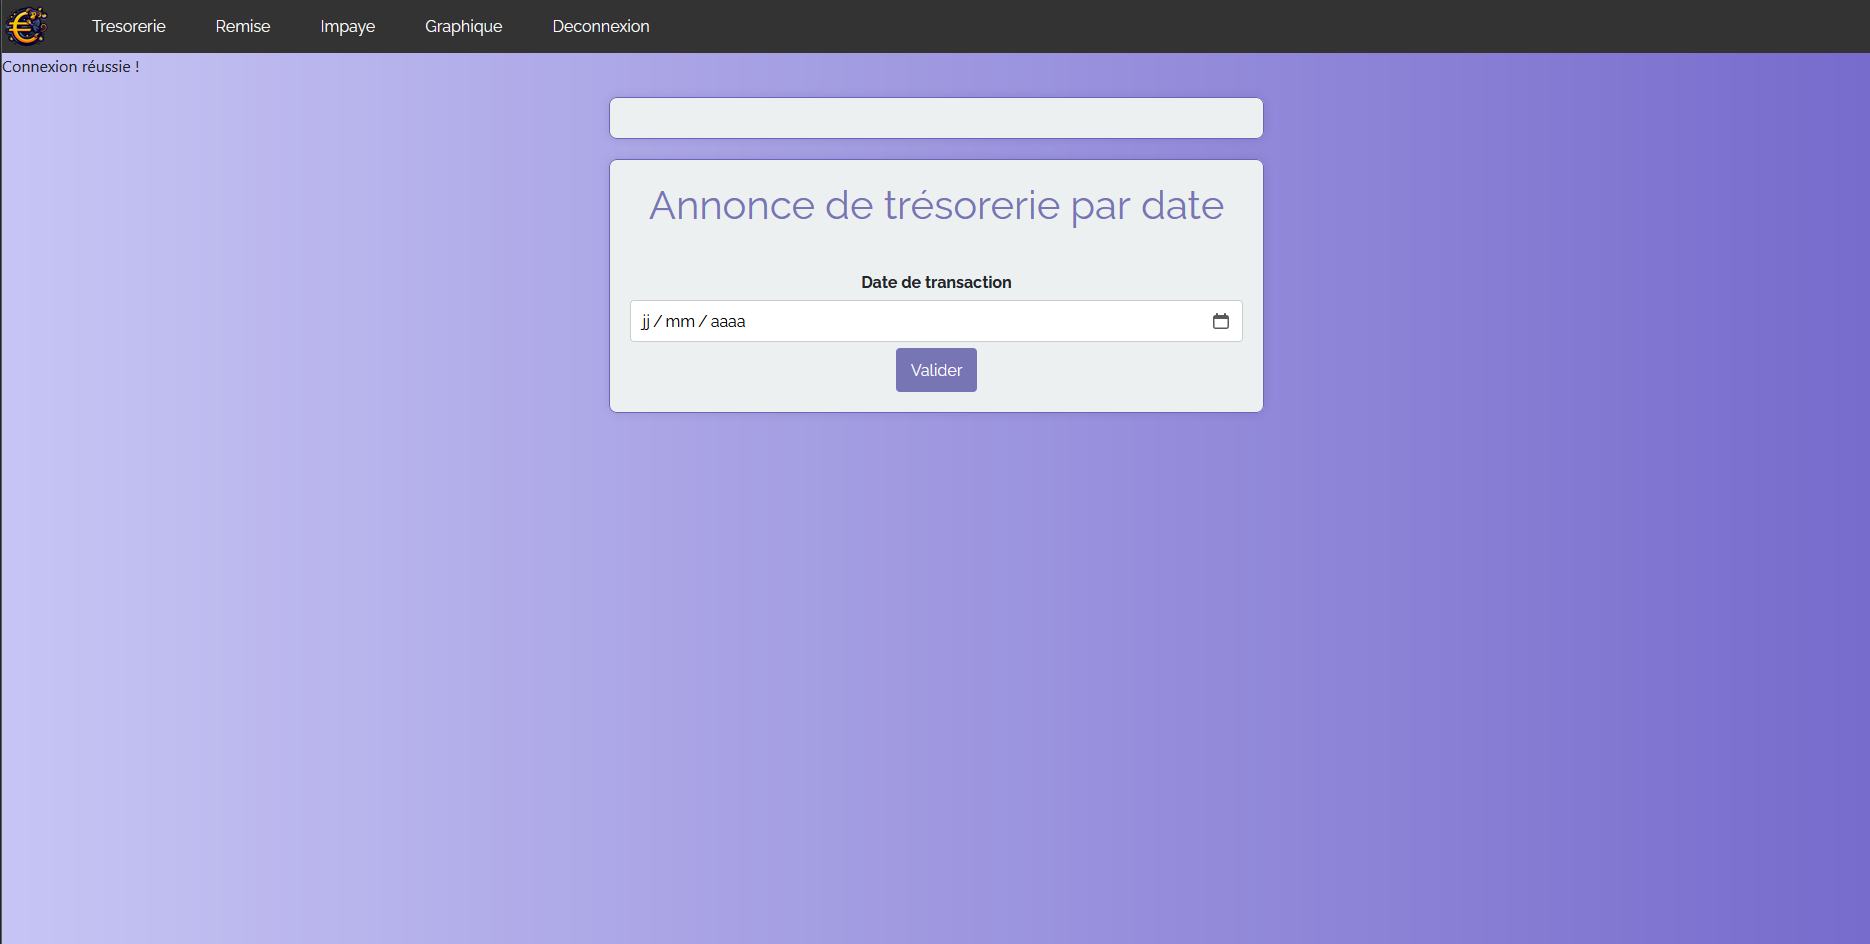 Tresorerie Remise Impaye Graphique Deconnexion
Connexion réussie !
Annonce de trésorerie par date
Date de transaction
jj / mm / aaaa
Valider